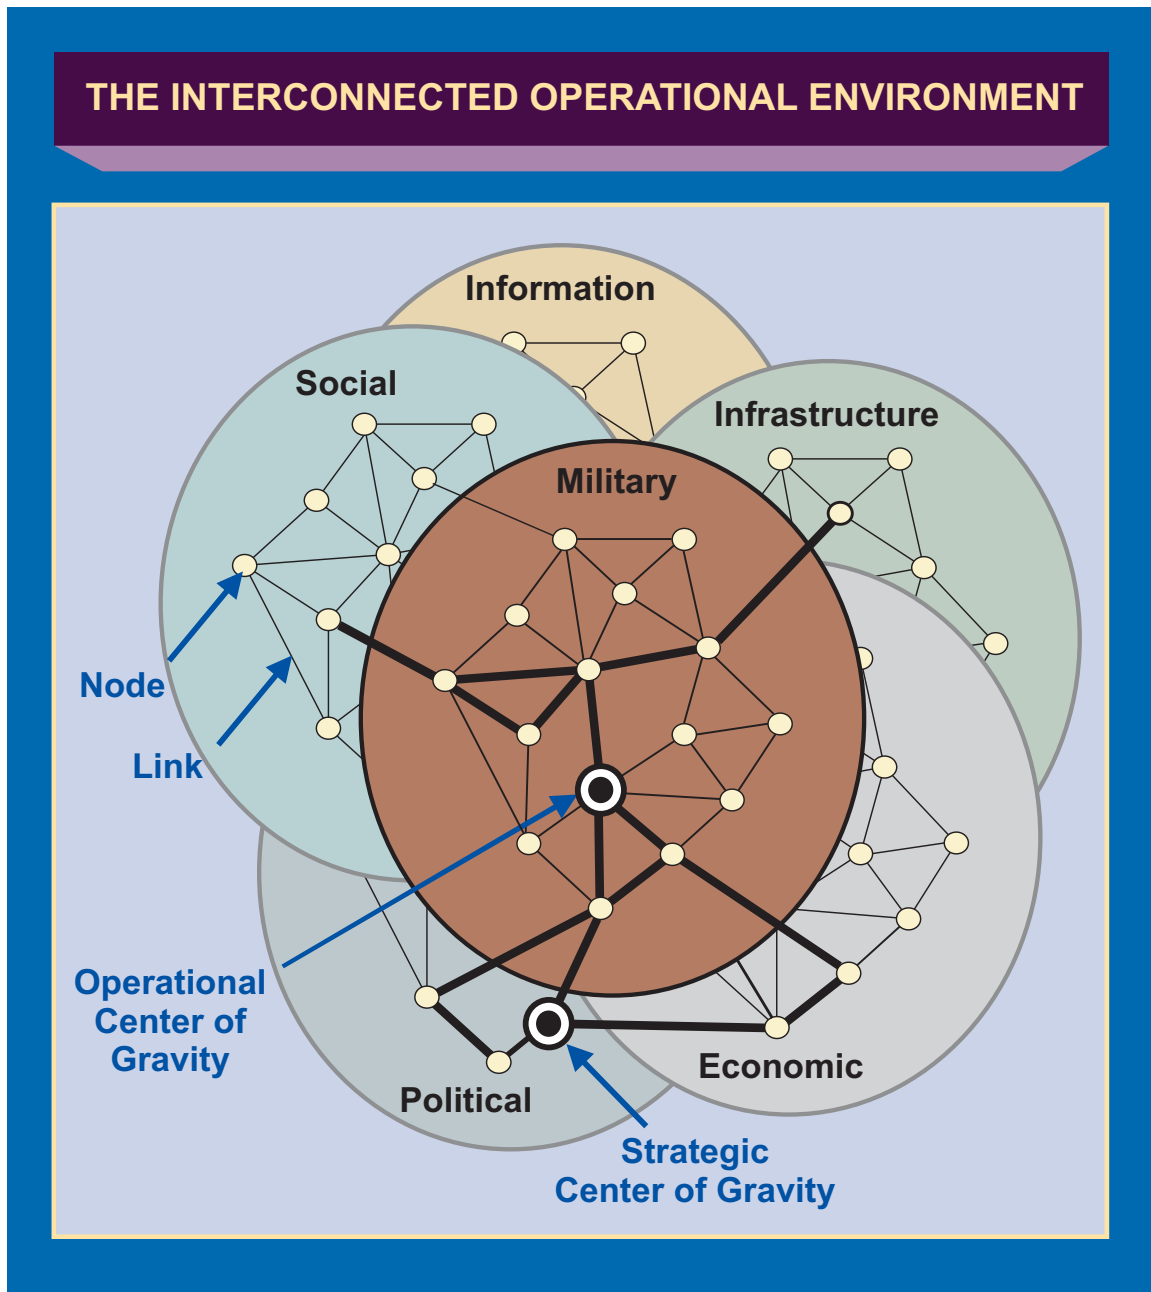 THE INTERCONNECTED OPERATIONAL ENVIRONMENT
Information
Social
Infrastructure
Military
Node
Link
Operational
Center of
Gravity
Economic
Political
Strategic
Center of Gravity